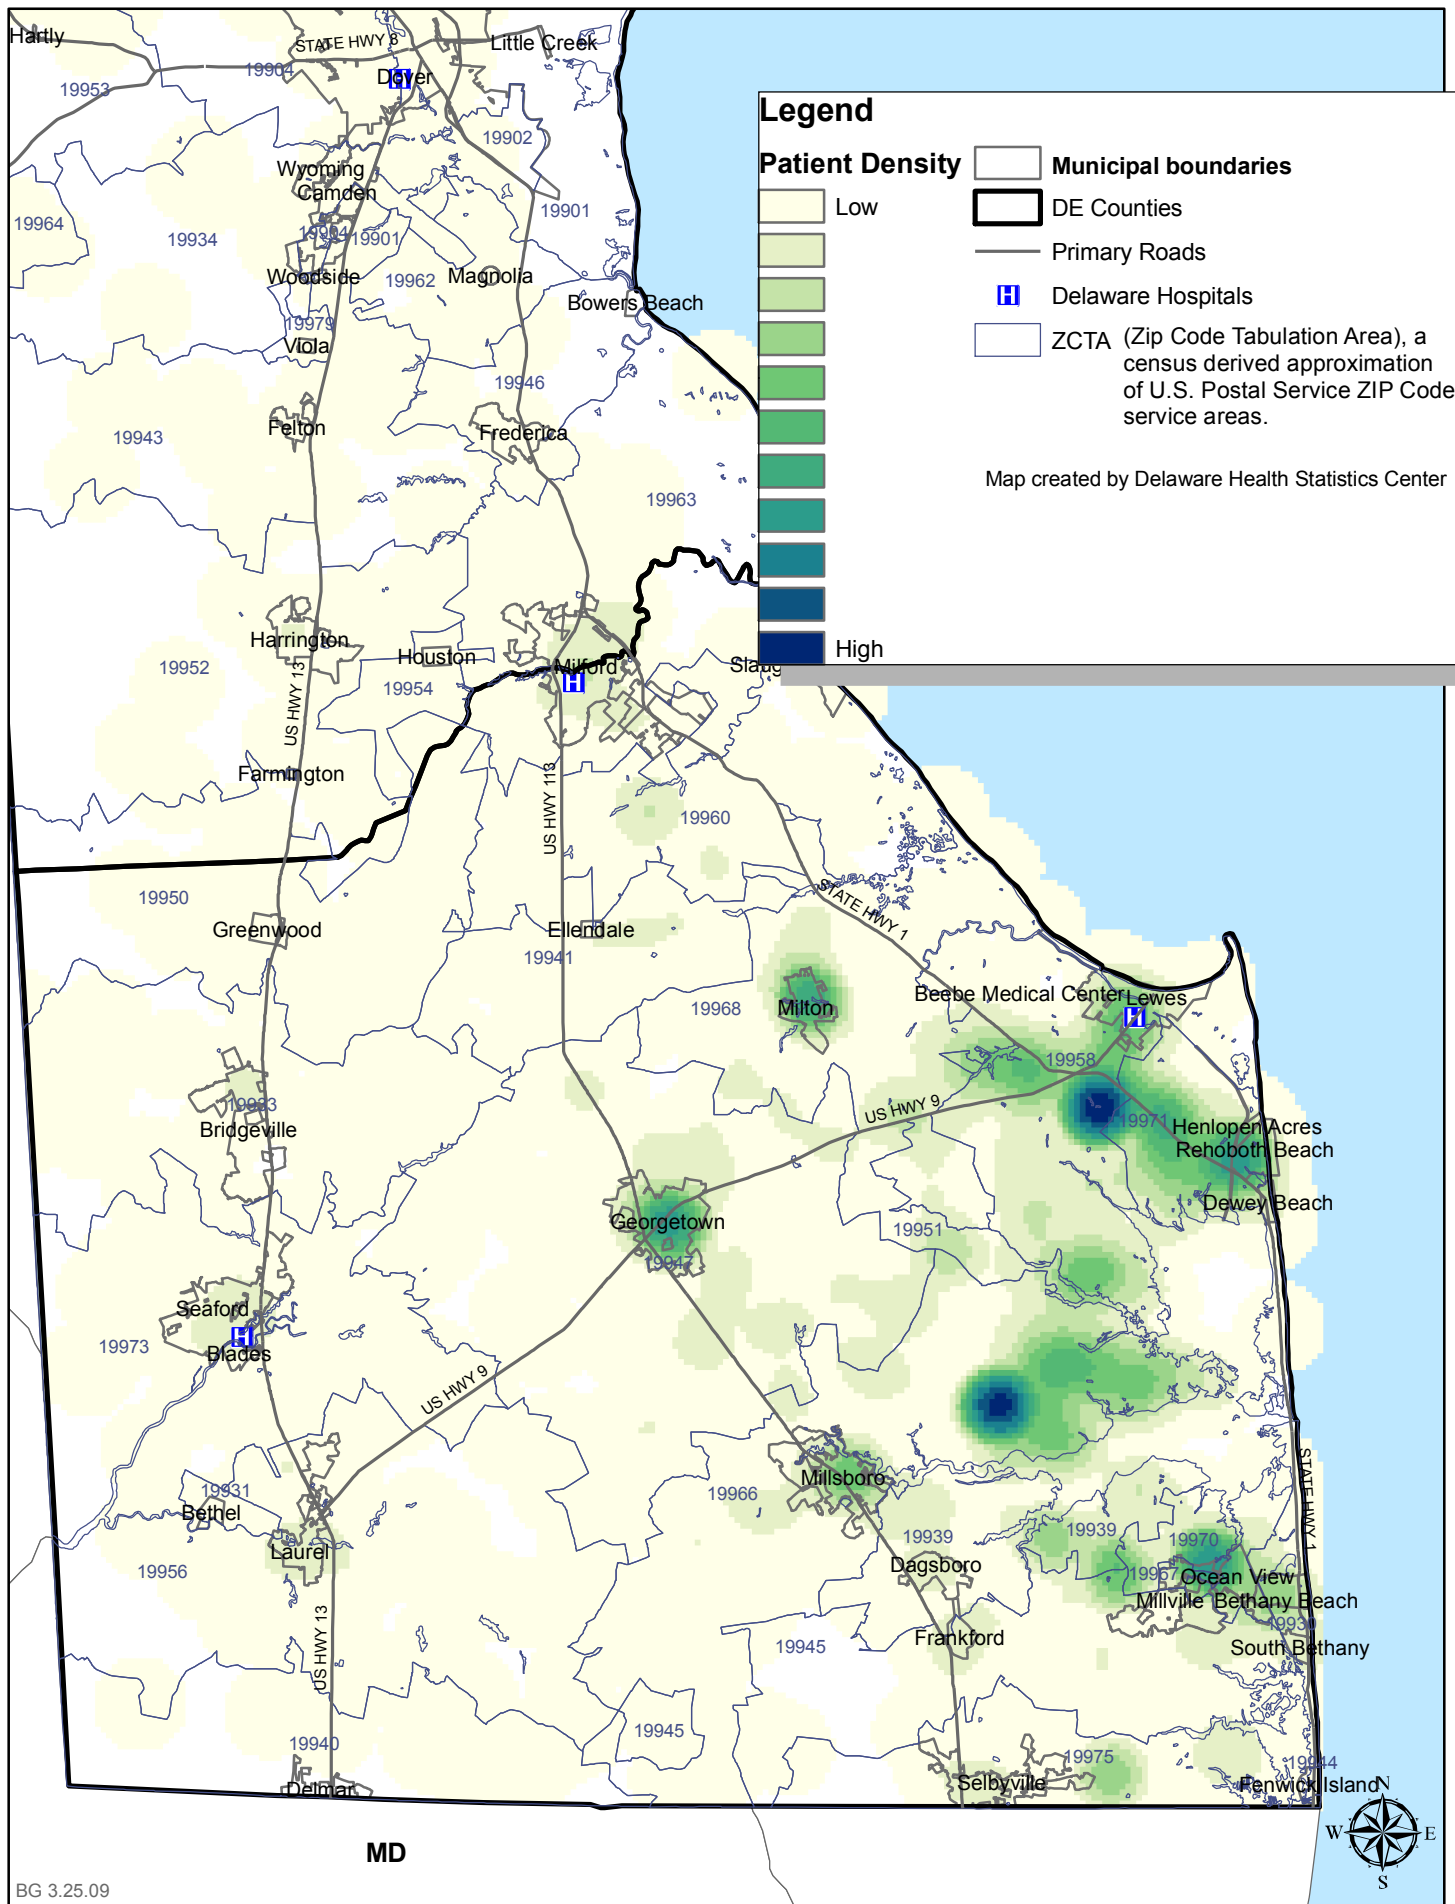 Hartly
STATE HWY 8
Little Creek
19904
Dover
19953
19902
Wyoming
Camden
19901
19964
19934
19904
19901
Woodside
19962
Magnolia
Bowers Beach
19979
Viola
19946
Felton
19943
Frederica
19963
Legend
Patient Density
Low
High
Municipal boundaries
DE Counties
Primary Roads
H Delaware Hospitals
ZCTA (Zip Code Tabulation Area), a
census derived approximation
of U.S. Postal Service ZIP Code
service areas.
Map created by Delaware Health Statistics Center
Harrington
Houston
Milford
H
Slaug
19952
19954
US HWY 13
Farmington
US HWY 113
19960
19950
STATE HWY 1
Greenwood
Ellendale
19941
Beebe Medical Center
Lewes
H
19968
Milton
19958
19933
US HWY 9
19971
Bridgeville
Henlopen Acres
Rehoboth Beach
Dewey Beach
Georgetown
19951
19947
Seaford
H
19973
Blades
US HWY 9
STATE HWY 1
Millsboro
19931
19966
Bethel
19939
19939
19970
Laurel
Dagsboro
19956
19967
Ocean View
Millville
Bethany Beach
19930
US HWY 13
Frankford
19945
South Bethany
19945
19940
19975
19944
Delmar
Selbyville
Fenwick Island
N
W
E
S
MD
BG 3.25.09